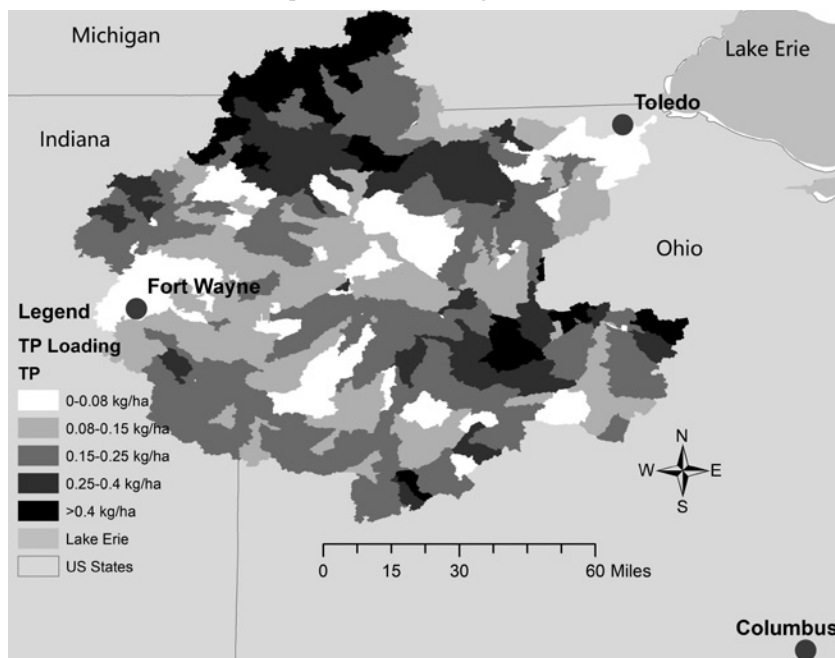 Michigan
Lake Erie
Toledo
Indiana
Ohio
Fort Wayne
Legend
TP Loading
TP
0-0.08 kg/ha
0.08-0.15 kg/ha
0.15-0.25 kg/ha
0.25-0.4 kg/ha
>0.4 kg/ha
Lake Erie
US States
N
W E
S
0 15 30 60 Miles
Columbus